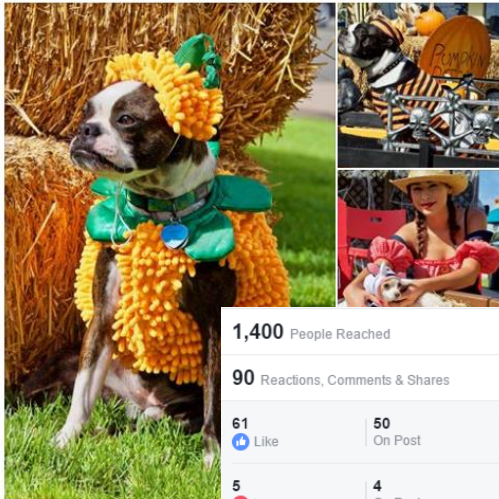 PUMPKIN
1,400 People Reached
90 Reactions, Comments & Shares
61
Like
50
On Post
5
4